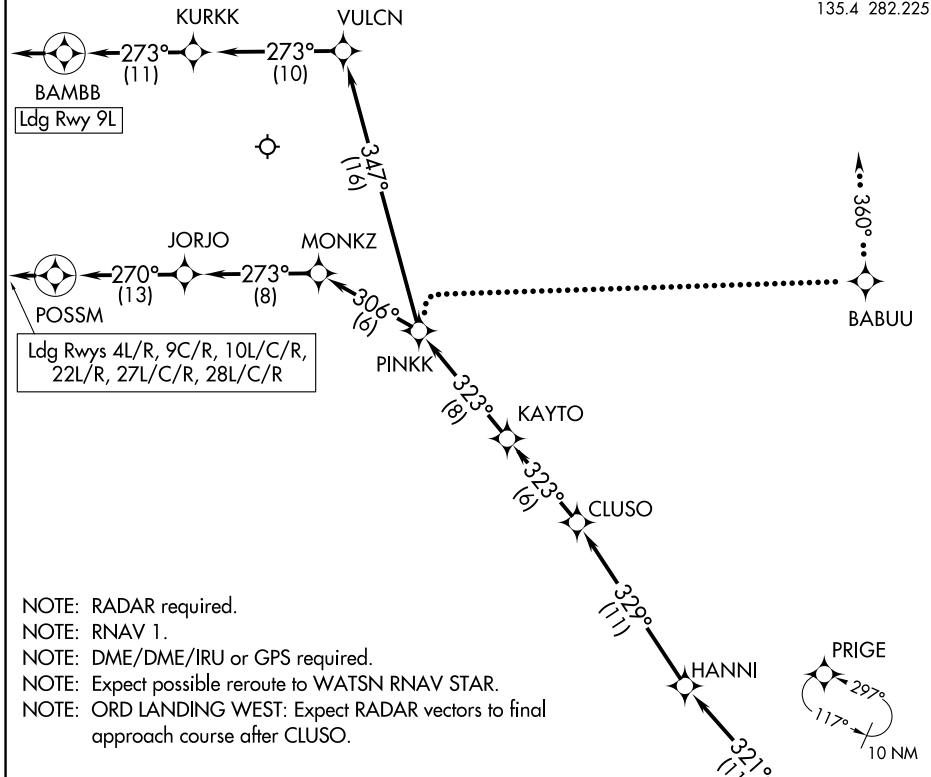 135.4 282.225
KURKK
VULCN
273°
(11)
273°
(10)
BAMBB
Ldg Rwy 9L
347°
(16)
360°
JORJO
MONKZ
270°
(13)
273°
(8)
306°
(6)
POSSM
BABUU
Ldg Rwys 4L/R, 9C/R, 10L/C/R,
22L/R, 27L/C/R, 28L/C/R
PINKK
323°
(8)
KAYTO
323°
(6)
CLUSO
329°
(11)
NOTE: RADAR required.
NOTE: RNAV 1.
NOTE: DME/DME/IRU or GPS required.
NOTE: Expect possible reroute to WATSN RNAV STAR.
NOTE: ORD LANDING WEST: Expect RADAR vectors to final
approach course after CLUSO.
HANNI
PRIGE
297°
117°
10 NM
321°